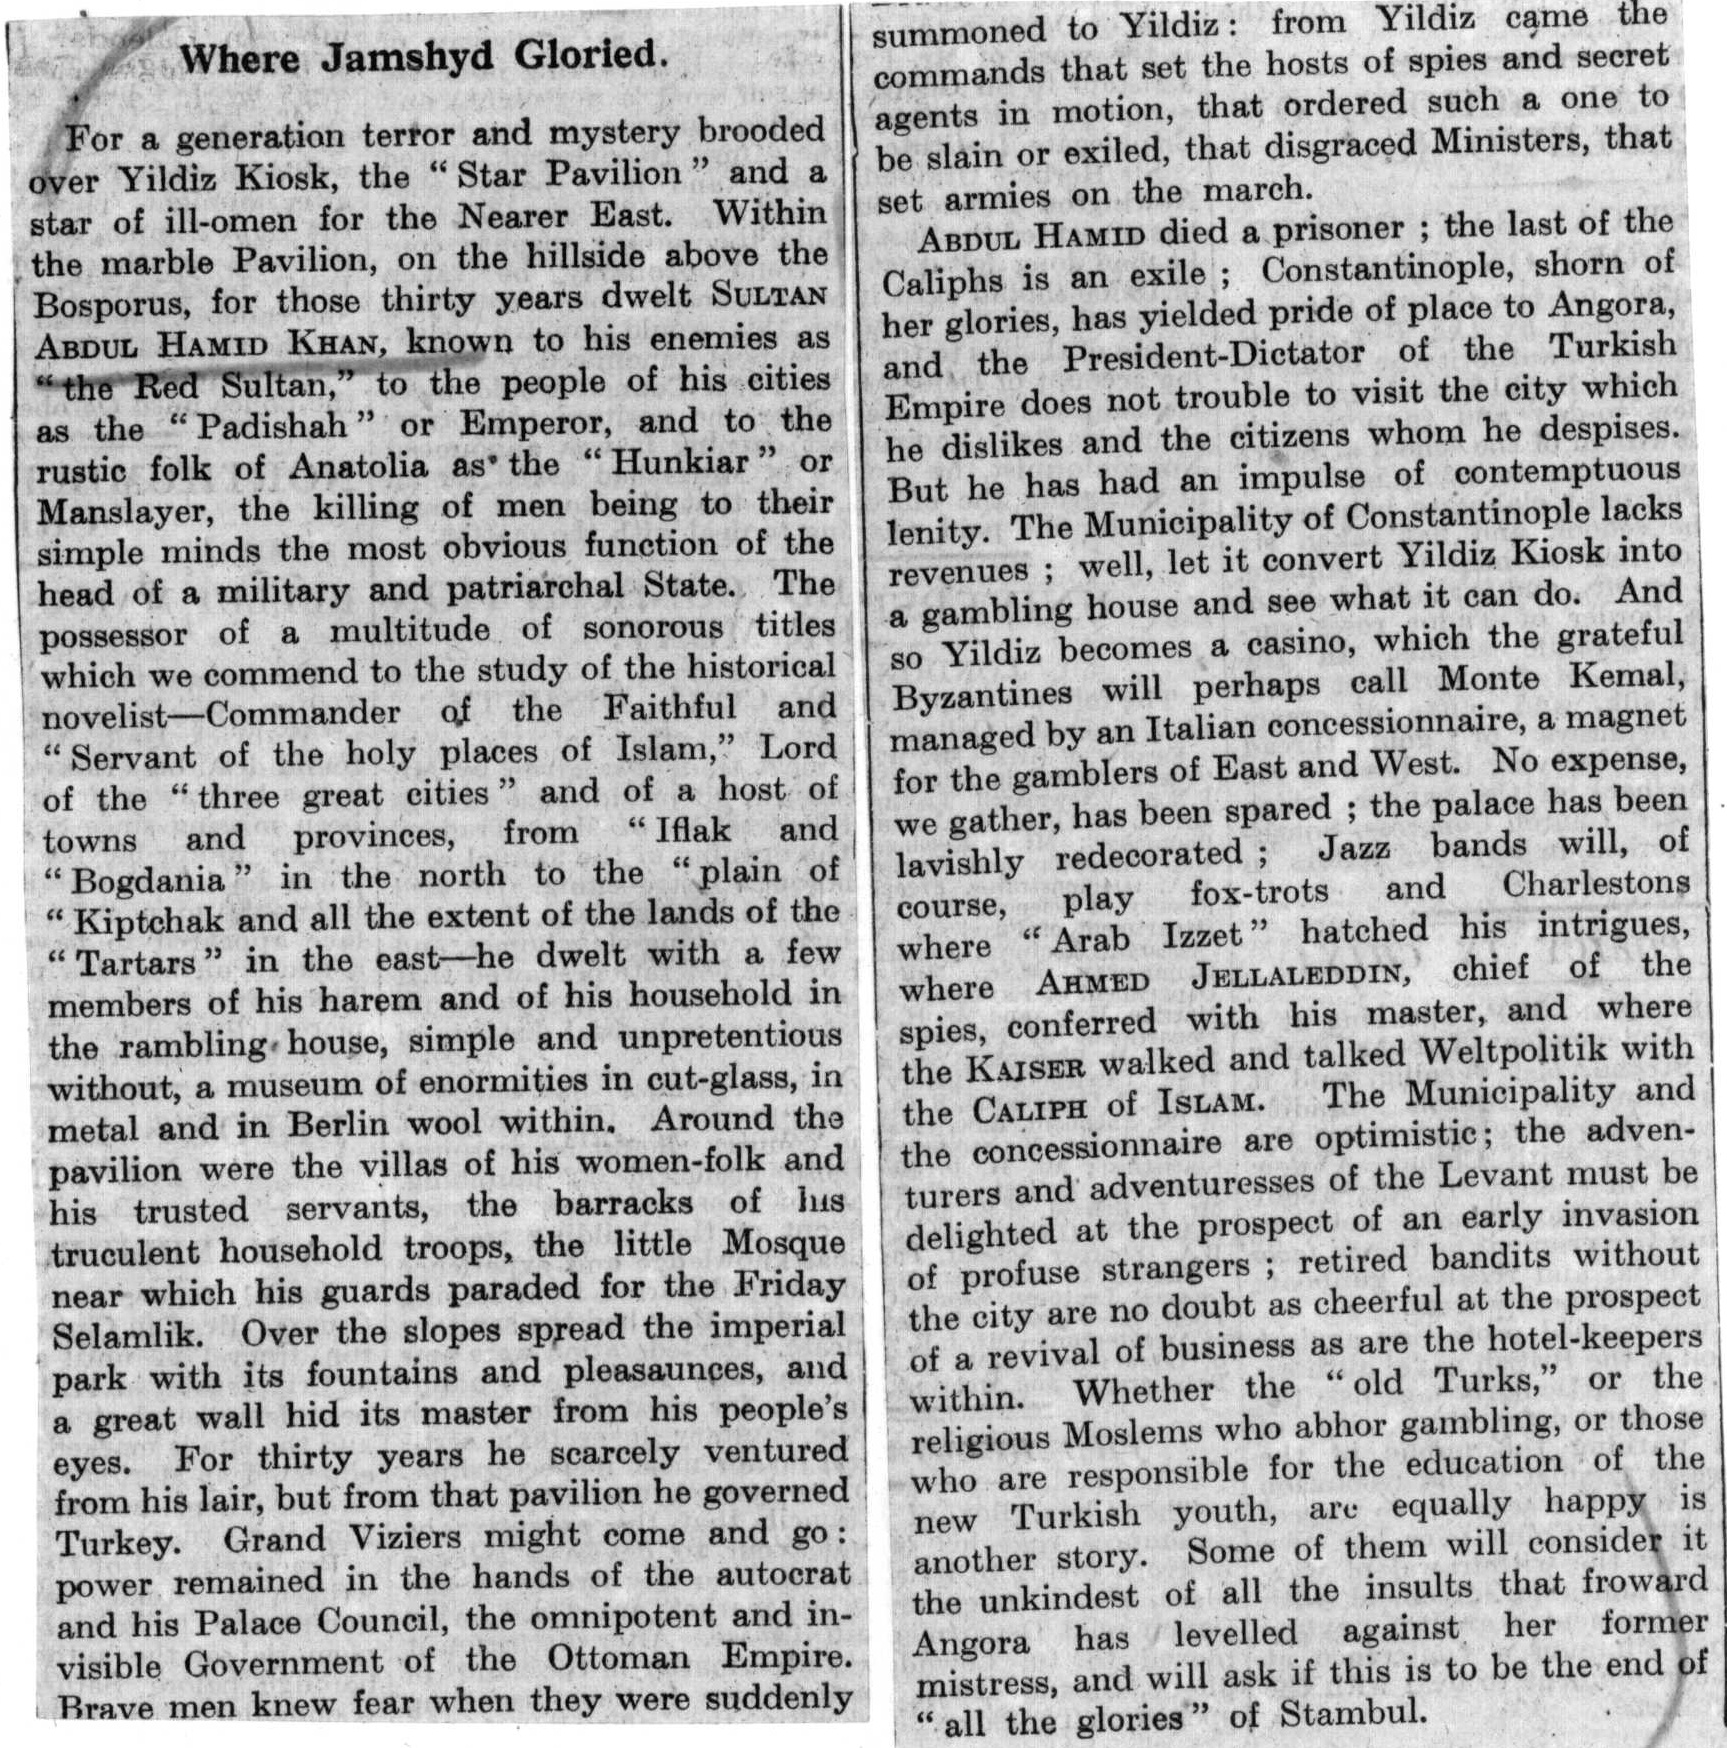 Where Jamshyd Gloried.
For a generation terror and mystery brooded
over Yildiz Kiosk, the “Star Pavilion” and a
star of ill-omen for the Nearer East. Within
the marble Pavilion, on the hillside above the
Bosporus, for those thirty years dwelt SULTAN
ABDUL HAMID KHAN, known to his enemies as
“the Red Sultan,” to the people of his cities
as the “Padishah” or Emperor, and to the
rustic folk of Anatolia as the “Hunkiar” or
Manslayer, the killing of men being to their
simple minds the most obvious function of the
head of a military and patriarchal State. The
possessor of a multitude of sonorous titles
which we commend to the study of the historical
novelist—Commander of the Faithful and
“Servant of the holy places of Islam,” Lord
of the “three great cities” and of a host of
towns and provinces, from “Iflak and
“Bogdania” in the north to the “plain of
“Kiptchak and all the extent of the lands of the
“Tartars” in the east—he dwelt with a few
members of his harem and of his household in
the rambling house, simple and unpretentious
without, a museum of enormities in cut-glass, in
metal and in Berlin wool within. Around the
pavilion were the villas of his women-folk and
his trusted servants, the barracks of his
truculent household troops, the little Mosque
near which his guards paraded for the Friday
Selamlik. Over the slopes spread the imperial
park with its fountains and pleasaunces, and
a great wall hid its master from his people's
eyes. For thirty years he scarcely ventured
from his lair, but from that pavilion he governed
Turkey. Grand Viziers might come and go:
power remained in the hands of the autocrat
and his Palace Council, the omnipotent and in-
visible Government of the Ottoman Empire.
Brave men knew fear when they were suddenly
summoned to Yildiz: from Yildiz came the
commands that set the hosts of spies and secret
agents in motion, that ordered such a one to
be slain or exiled, that disgraced Ministers, that
set armies on the march.
ABDUL HAMID died a prisoner; the last of the
Caliphs is an exile; Constantinople, shorn of
her glories, has yielded pride of place to Angora,
and the President-Dictator of the Turkish
Empire does not trouble to visit the city which
he dislikes and the citizens whom he despises.
But he has had an impulse of contemptuous
lenity. The Municipality of Constantinople lacks
revenues; well, let it convert Yildiz Kiosk into
a gambling house and see what it can do. And
so Yildiz becomes a casino, which the grateful
Byzantines will perhaps call Monte Kemal,
managed by an Italian concessionnaire, a magnet
for the gamblers of East and West. No expense,
we gather, has been spared; the palace has been
lavishly redecorated; Jazz bands will, of
course, play fox-trots and Charlestons
where “Arab Izzet” hatched his intrigues,
where AHMED JELLALEDDIN, chief of the
spies, conferred with his master, and where
the KAISER walked and talked Weltpolitik with
the CALIPH of ISLAM. The Municipality and
the concessionnaire are optimistic; the adven-
turers and adventuresses of the Levant must be
delighted at the prospect of an early invasion
of profuse strangers; retired bandits without
the city are no doubt as cheerful at the prospect
of a revival of business as are the hotel-keepers
within. Whether the “old Turks,” or the
religious Moslems who abhor gambling, or those
who are responsible for the education of the
new Turkish youth, are equally happy is
another story. Some of them will consider it
the unkindest of all the insults that froward
Angora has levelled against her former
mistress, and will ask if this is to be the end of
“all the glories” of Stambul.